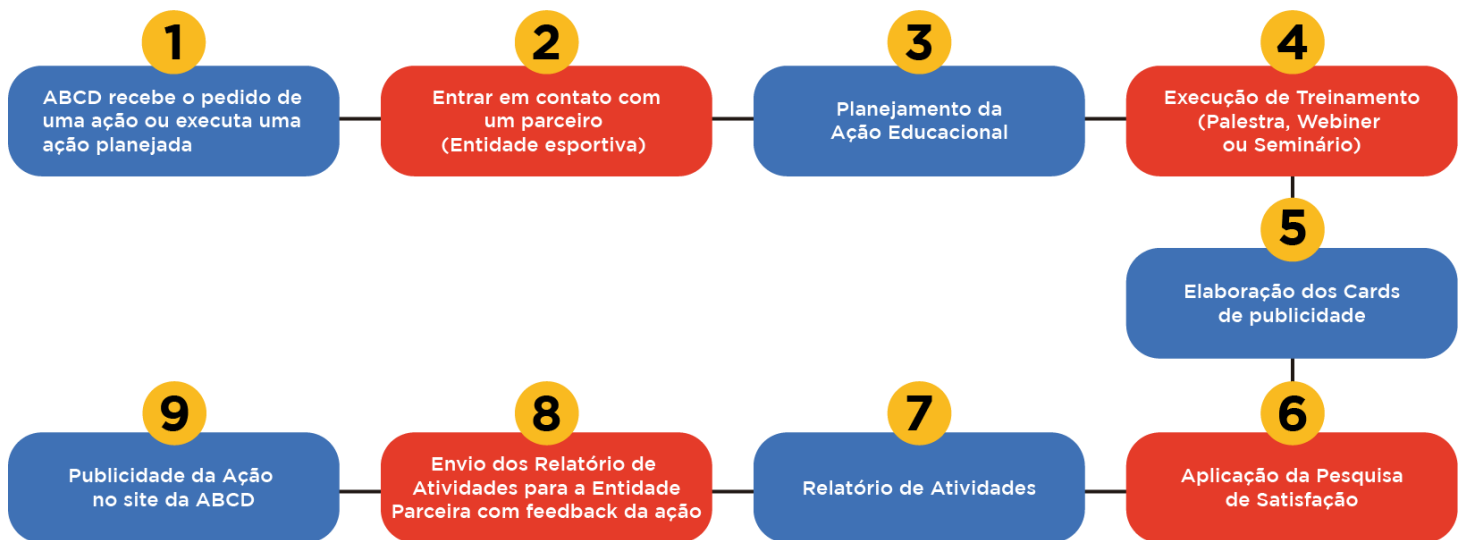 1
ABCD recebe o pedido de
uma ação ou executa uma
ação planejada
2
Entrar em contato com
um parceiro
(Entidade esportiva)
3
Planejamento da
Ação Educacional
4
Execução de Treinamento
(Palestra, Webiner
ou Seminário)
5
Elaboração dos Cards
de publicidade
6
Aplicação da Pesquisa
de Satisfação
7
Relatório de Atividades
8
Envio dos Relatório de
Atividades para a Entidade
Parceira com feedback da ação
9
Publicidade da Ação
no site da ABCD